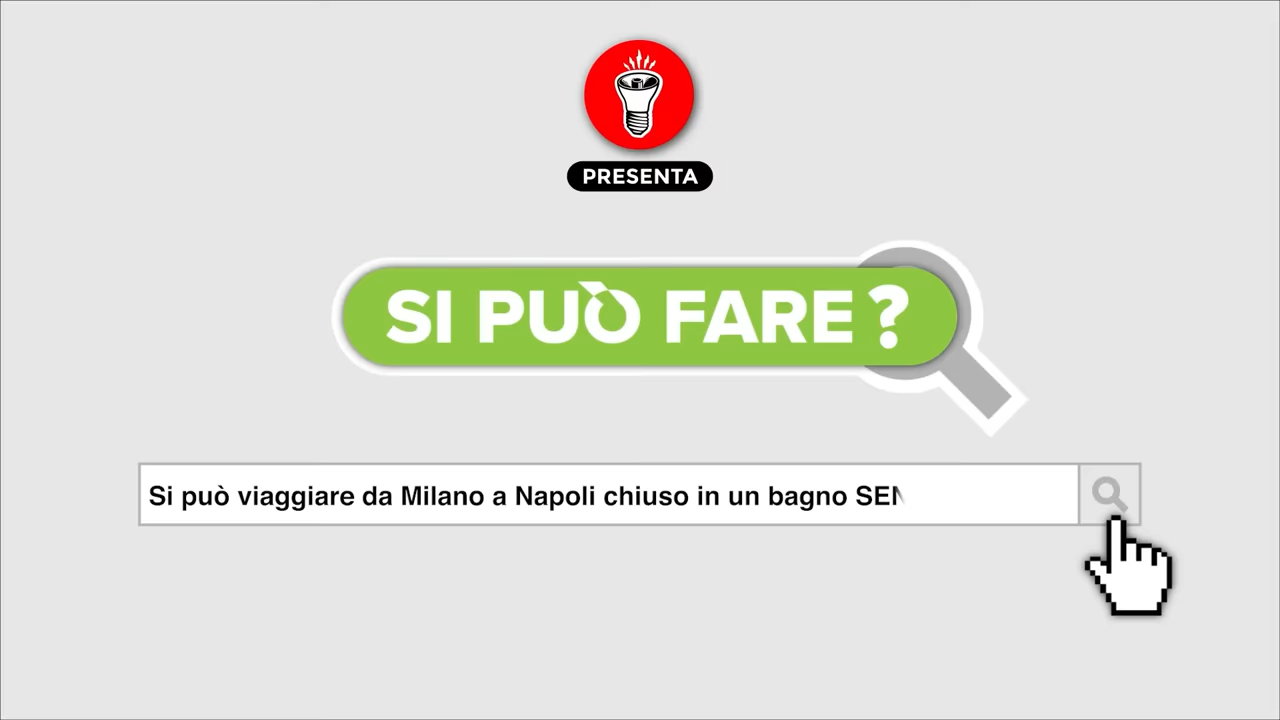 PRESENTA
SI PUÒ FARE?
Si può viaggiare da Milano a Napoli chiuso in un bagno